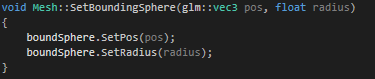 void Mesh::SetBoundingSphere(glm::vec3 pos, float radius)
{
    boundSphere.SetPos(pos);
    boundSphere.SetRadius(radius);
}